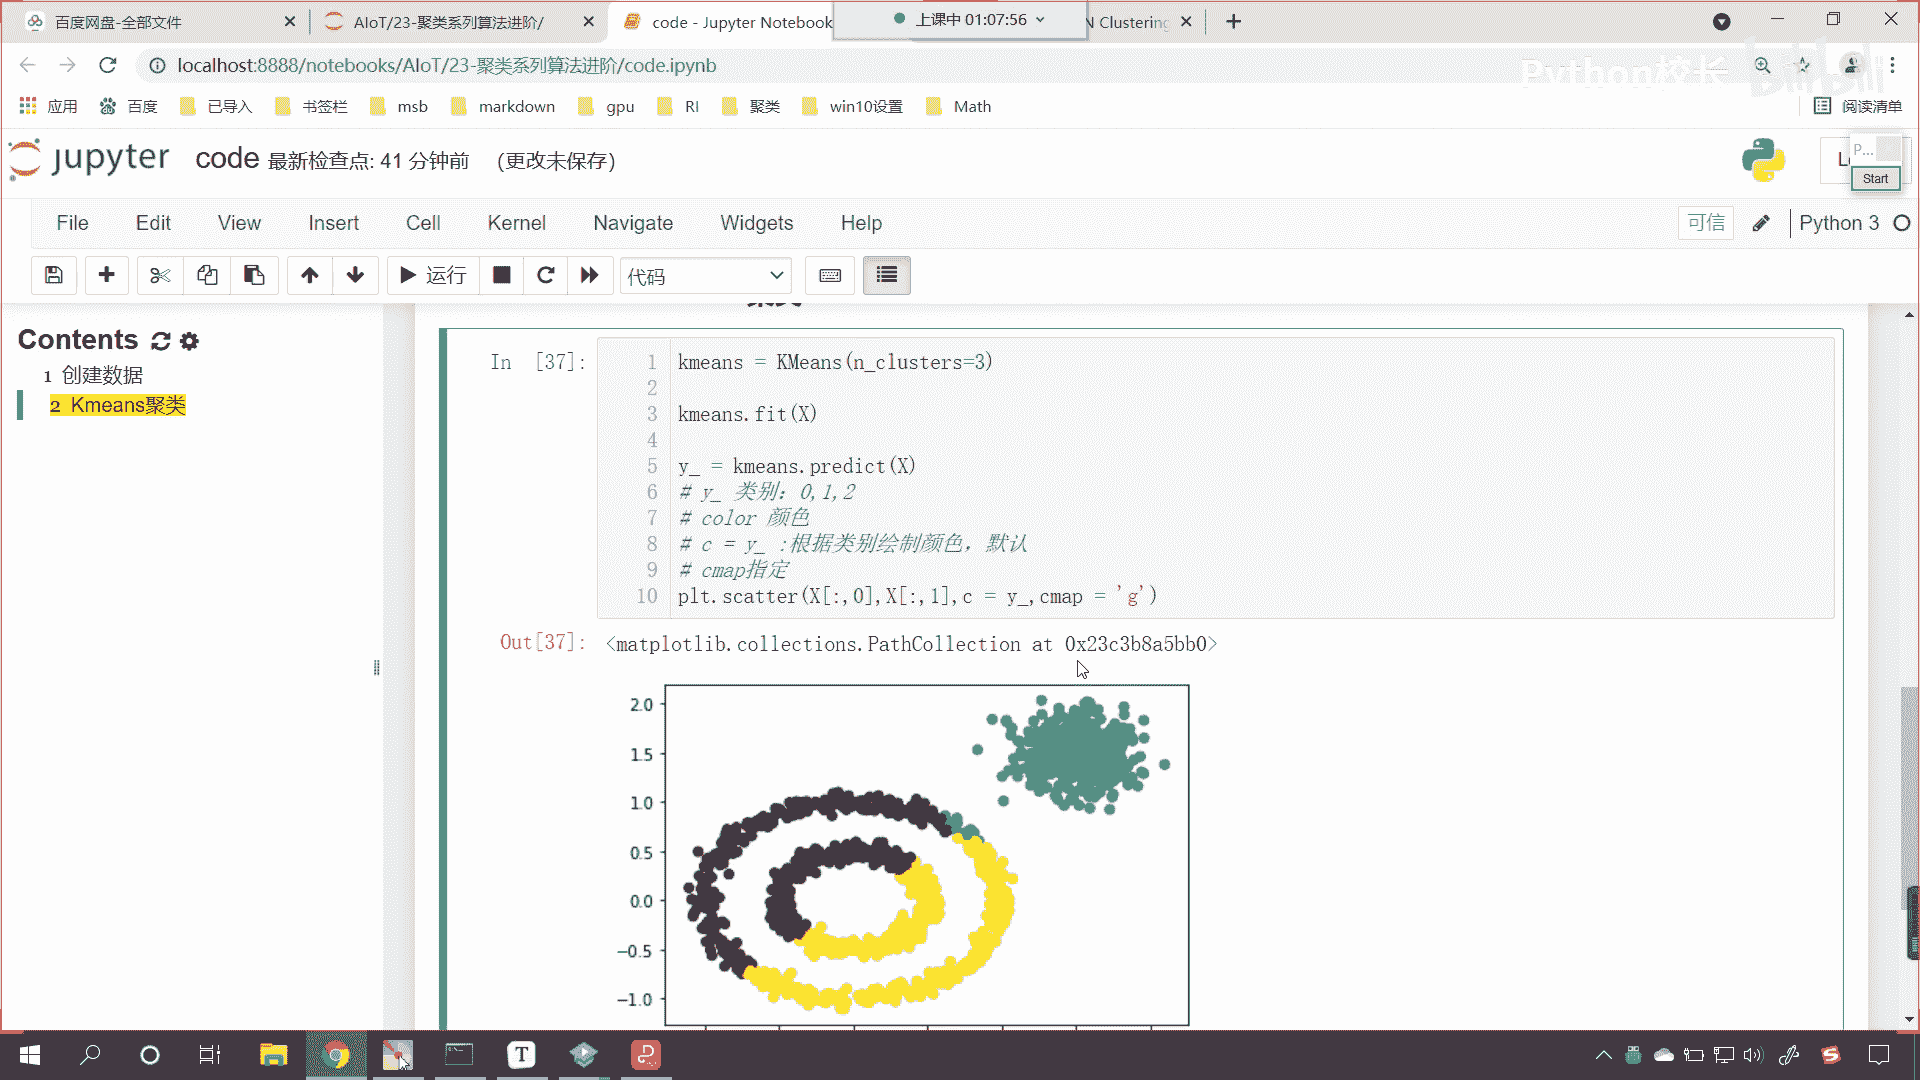 百度网盘-全部文件
AIoT/23-聚类系列算法进阶/
code - Jupyter Notebook
上课中 01:07:56
N Clustering
localhost:8888/notebooks/AIoT/23-聚类系列算法进阶/code.ipynb
Python校长
bilibili
应用 百度 已导入 书签栏 msb markdown gpu RI 聚类 win10设置 Math 阅读清单
jupyter code 最新检查点: 41 分钟前 (更改未保存)
P...
Start
File Edit View Insert Cell Kernel Navigate Widgets Help 可信 Python 3
运行 代码
Contents
1 创建数据
2 Kmeans聚类
In [37]:
1 kmeans = KMeans(n_clusters=3)
2
3 kmeans.fit(X)
4
5 y_ = kmeans.predict(X)
6 # y_ 类别：0,1,2
7 # color 颜色
8 # c = y_ :根据类别绘制颜色，默认
9 # cmap指定
10 plt.scatter(X[:,0],X[:,1],c = y_,cmap = 'g')
Out[37]: <matplotlib.collections.PathCollection at 0x23c3b8a5bb0>
2.0
1.5
1.0
0.5
0.0
−0.5
−1.0